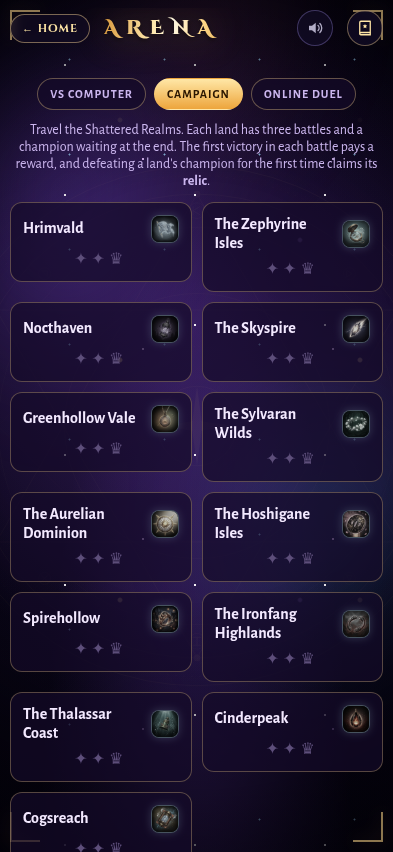 ← HOME
ARENA
VS COMPUTER
CAMPAIGN
ONLINE DUEL
Travel the Shattered Realms. Each land has three battles and a
champion waiting at the end. The first victory in each battle pays a
reward, and defeating a land's champion for the first time claims its
relic.
Hrimvald
The Zephyrine
Isles
Nocthaven
The Skyspire
Greenhollow Vale
The Sylvaran
Wilds
The Aurelian
Dominion
The Hoshigane
Isles
Spirehollow
The Ironfang
Highlands
The Thalassar
Coast
Cinderpeak
Cogsreach